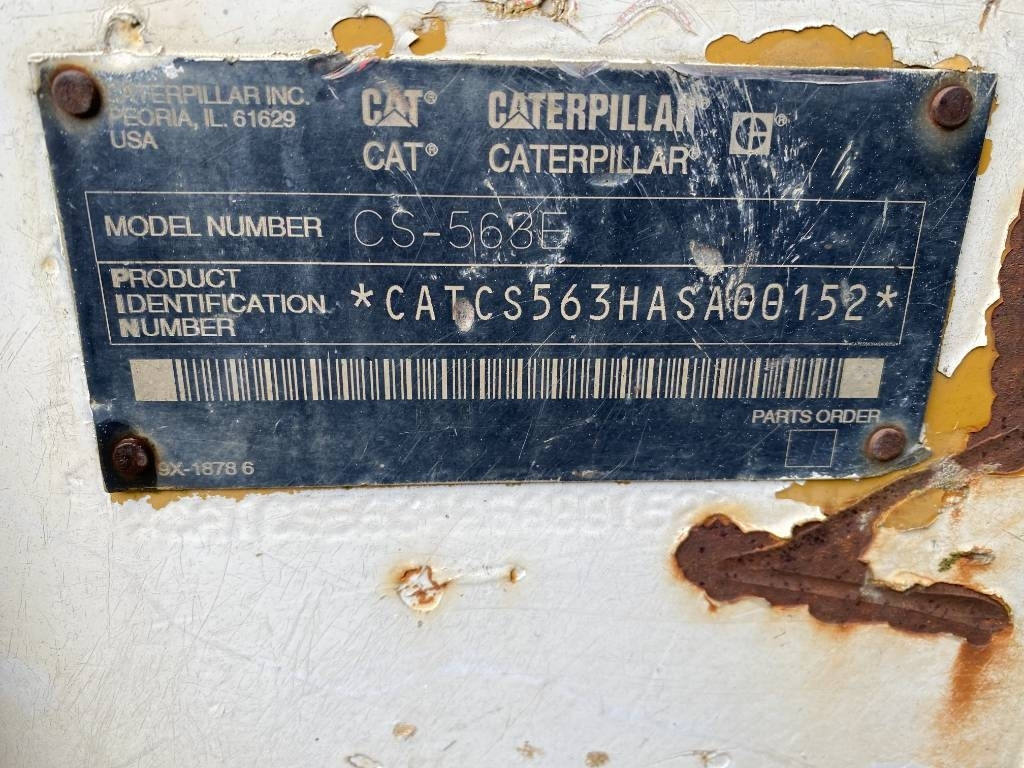 CATERPILLAR INC.
PEORIA, IL. 61629
USA
CAT® CATERPILLAR® ®
CAT® CATERPILLAR®
MODEL NUMBER CS-563E
PRODUCT
IDENTIFICATION
NUMBER
*CATCS563HASA00152*
PARTS ORDER
9X-1878 6